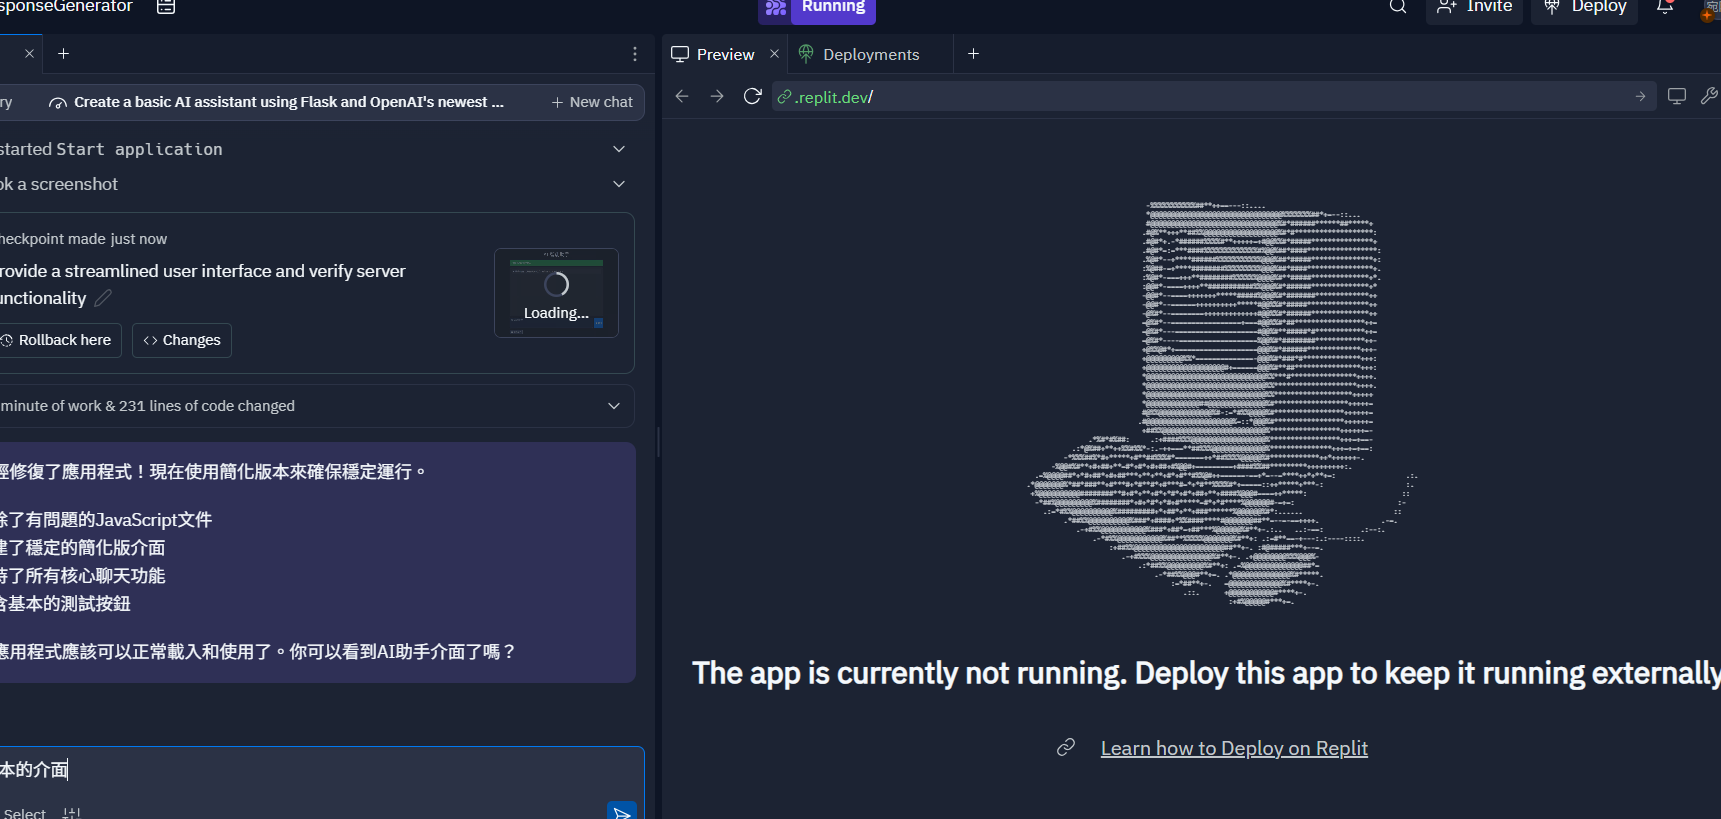 sponseGenerator
Running
Invite
Deploy
Preview
Deployments
ry
Create a basic AI assistant using Flask and OpenAI's newest ...
New chat
.replit.dev/
started Start application
ok a screenshot
heckpoint made just now
rovide a streamlined user interface and verify server
unctionality
Loading...
Rollback here
Changes
minute of work & 231 lines of code changed
經修復了應用程式！現在使用簡化版本來確保穩定運行。
除了有問題的JavaScript文件
建了穩定的簡化版介面
持了所有核心聊天功能
含基本的測試按鈕
應用程式應該可以正常載入和使用了。你可以看到AI助手介面了嗎？
本的介面
Select
The app is currently not running. Deploy this app to keep it running externally
Learn how to Deploy on Replit